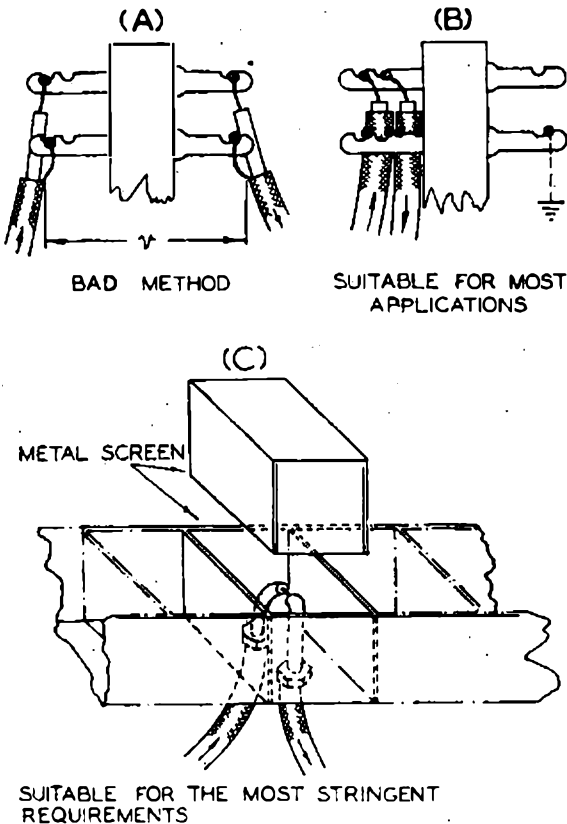 (A)
(B)
v
BAD METHOD
SUITABLE FOR MOST
APPLICATIONS
(C)
METAL SCREEN
SUITABLE FOR THE MOST STRINGENT
REQUIREMENTS